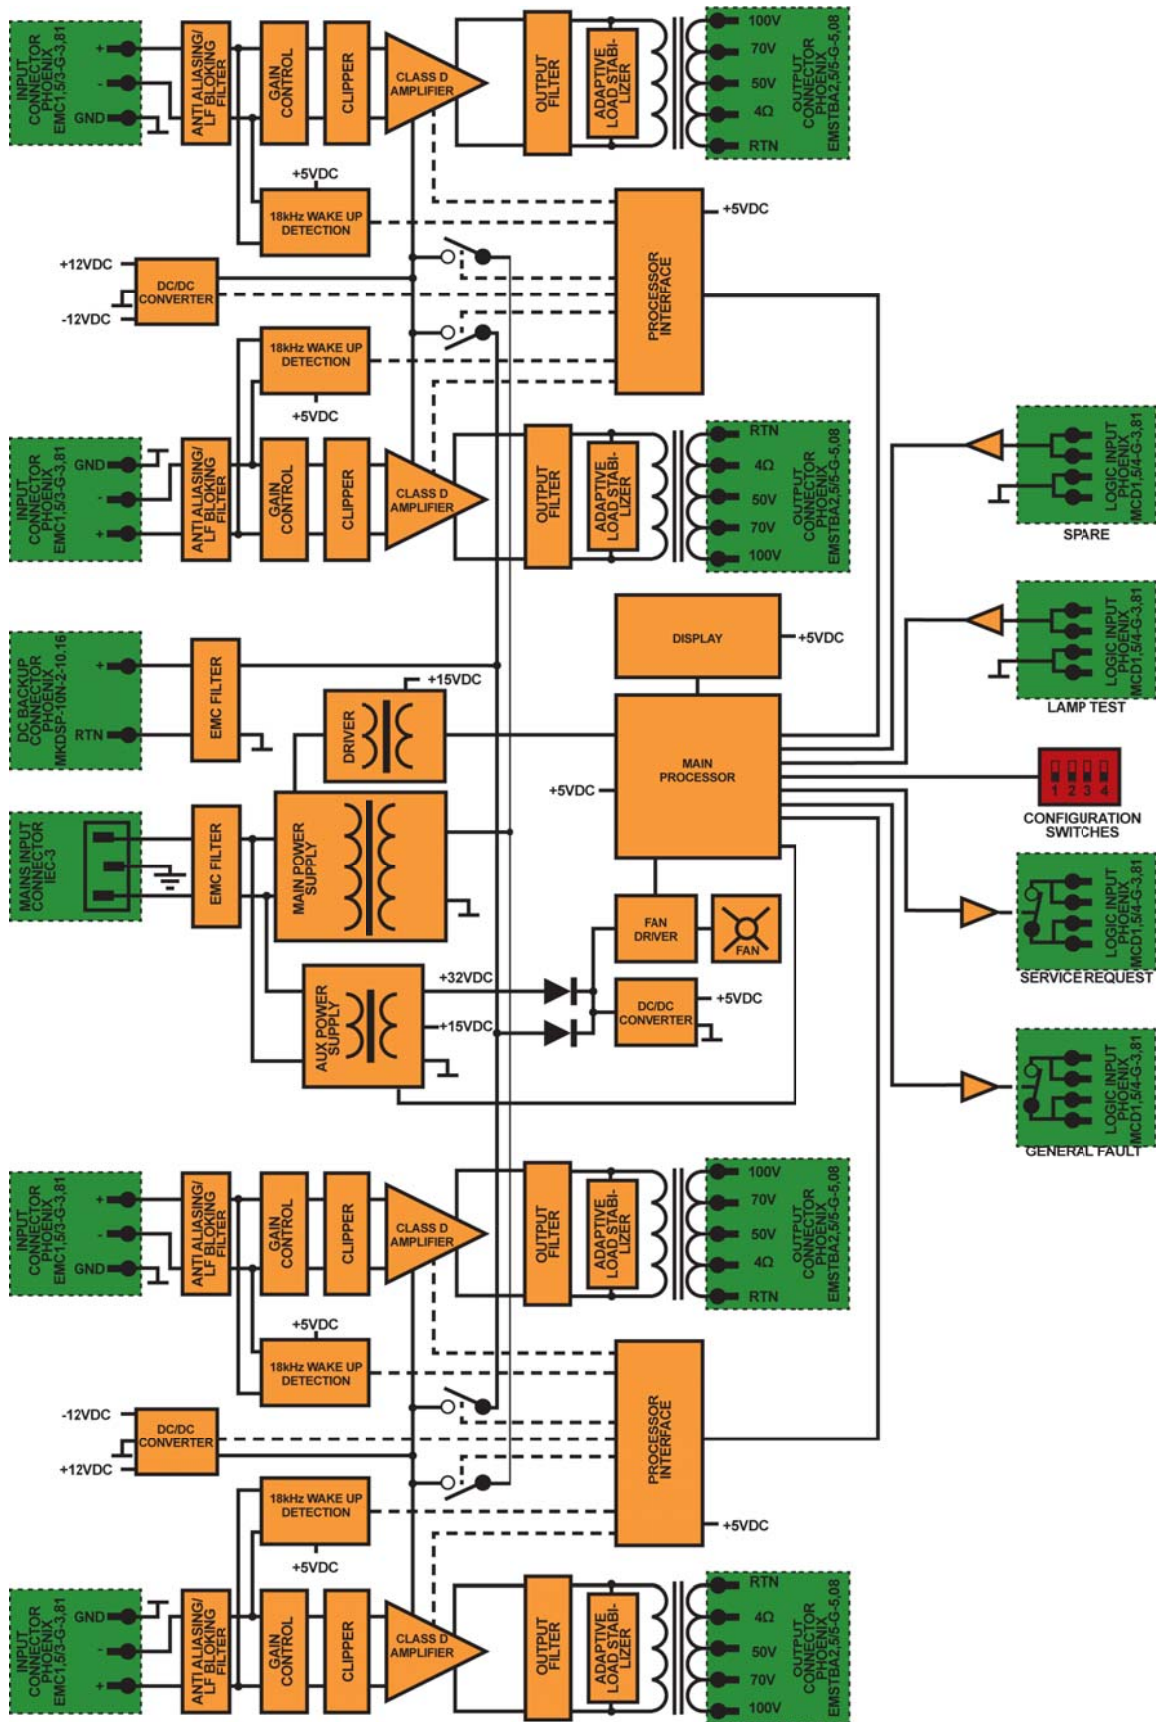 INPUT
CONNECTOR
PHOENIX
EMC1,5/3-G-3,81
+
-
GND
ANTI ALIASING/
LF BLOKING
FILTER
GAIN
CONTROL
CLIPPER
CLASS D
AMPLIFIER
OUTPUT
FILTER
ADAPTIVE
LOAD STABI-
LIZER
100V
70V
50V
4Ω
RTN
OUTPUT
CONNECTOR
PHOENIX
EMSTBA2,5/5-G-5,08
+5VDC
18kHz WAKE UP
DETECTION
+12VDC
-12VDC
DC/DC
CONVERTER
PROCESSOR
INTERFACE
+5VDC
18kHz WAKE UP
DETECTION
+5VDC
INPUT
CONNECTOR
PHOENIX
EMC1,5/3-G-3,81
GND
-
+
ANTI ALIASING/
LF BLOKING
FILTER
GAIN
CONTROL
CLIPPER
CLASS D
AMPLIFIER
OUTPUT
FILTER
ADAPTIVE
LOAD STABI-
LIZER
RTN
4Ω
50V
70V
100V
OUTPUT
CONNECTOR
PHOENIX
EMSTBA2,5/5-G-5,08
LOGIC INPUT
PHOENIX
MCD1,5/4-G-3,81
SPARE
DC BACKUP
CONNECTOR
PHOENIX
MKDSP-10N-2-10.16
+
RTN
EMC FILTER
+15VDC
DRIVER
DISPLAY
+5VDC
MAIN
PROCESSOR
+5VDC
LOGIC INPUT
PHOENIX
MCD1,5/4-G-3,81
LAMP TEST
1 2 3 4
CONFIGURATION
SWITCHES
MAINS INPUT
CONNECTOR
IEC-3
EMC FILTER
MAIN POWER
SUPPLY
FAN
DRIVER
FAN
LOGIC INPUT
PHOENIX
MCD1,5/4-G-3,81
SERVICE REQUEST
AUX POWER
SUPPLY
+32VDC
+15VDC
DC/DC
CONVERTER
+5VDC
LOGIC INPUT
PHOENIX
MCD1,5/4-G-3,81
GENERAL FAULT
INPUT
CONNECTOR
PHOENIX
EMC1,5/3-G-3,81
+
-
GND
ANTI ALIASING/
LF BLOKING
FILTER
GAIN
CONTROL
CLIPPER
CLASS D
AMPLIFIER
OUTPUT
FILTER
ADAPTIVE
LOAD STABI-
LIZER
100V
70V
50V
4Ω
RTN
OUTPUT
CONNECTOR
PHOENIX
EMSTBA2,5/5-G-5,08
+5VDC
18kHz WAKE UP
DETECTION
-12VDC
+12VDC
DC/DC
CONVERTER
PROCESSOR
INTERFACE
+5VDC
18kHz WAKE UP
DETECTION
+5VDC
INPUT
CONNECTOR
PHOENIX
EMC1,5/3-G-3,81
GND
-
+
ANTI ALIASING/
LF BLOKING
FILTER
GAIN
CONTROL
CLIPPER
CLASS D
AMPLIFIER
OUTPUT
FILTER
ADAPTIVE
LOAD STABI-
LIZER
RTN
4Ω
50V
70V
100V
OUTPUT
CONNECTOR
PHOENIX
EMSTBA2,5/5-G-5,08